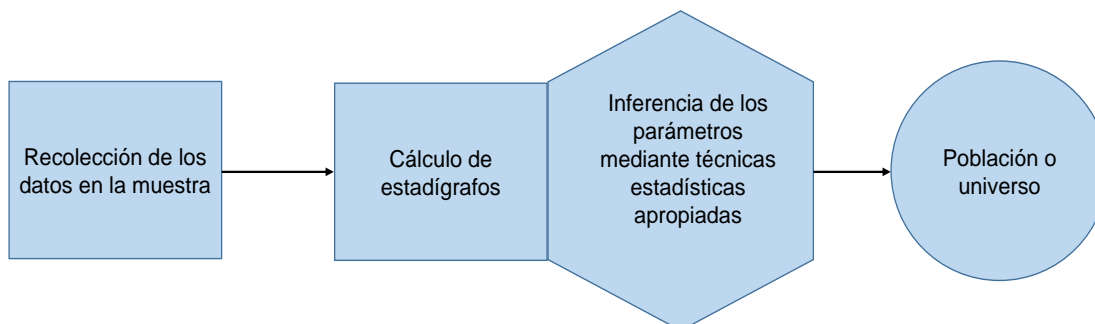 Recolección de los
datos en la muestra
Cálculo de
estadígrafos
Inferencia de los
parámetros
mediante técnicas
estadísticas
apropiadas
Población o
universo